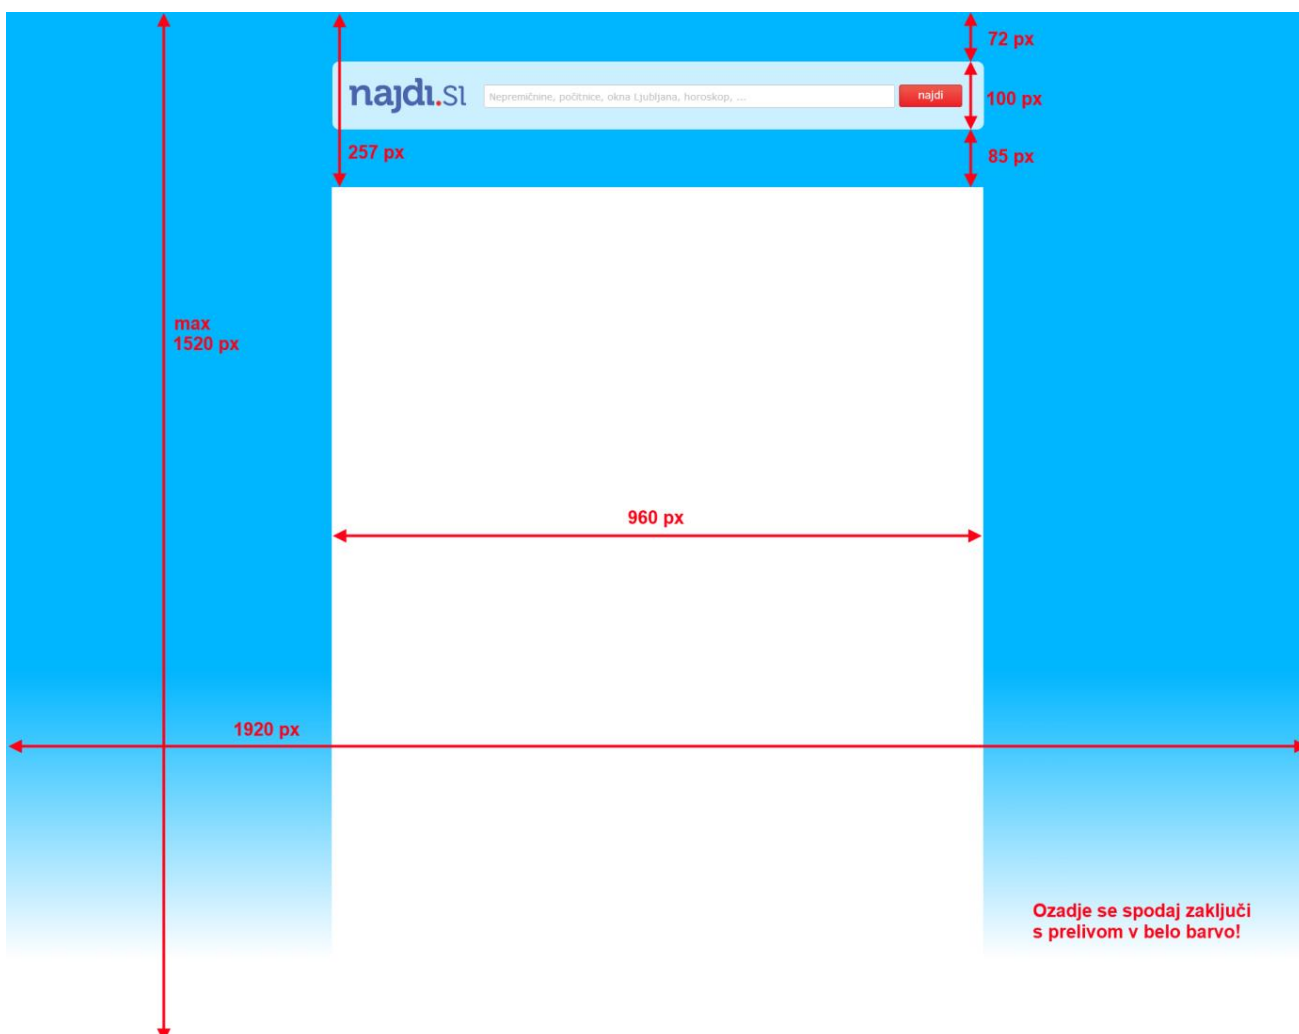 72 px
najdi.si
Nepremičnine, počitnice, okna Ljubljana, horoskop, ...
najdi
100 px
257 px
85 px
max
1520 px
960 px
1920 px
Ozadje se spodaj zaključi
s prelivom v belo barvo!